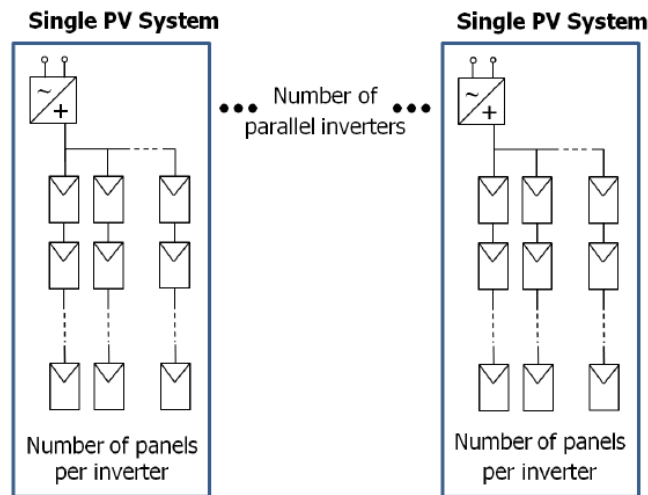 Single PV System
Single PV System
~
+
~
+
Number of
parallel inverters
Number of panels
per inverter
Number of panels
per inverter